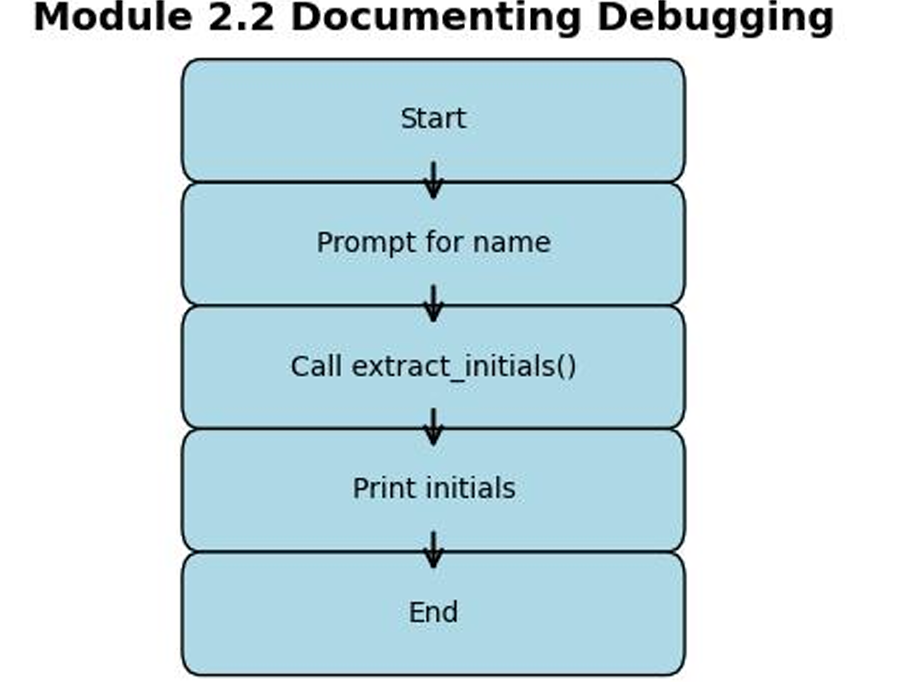 Module 2.2 Documenting Debugging
Start
Prompt for name
Call extract_initials()
Print initials
End